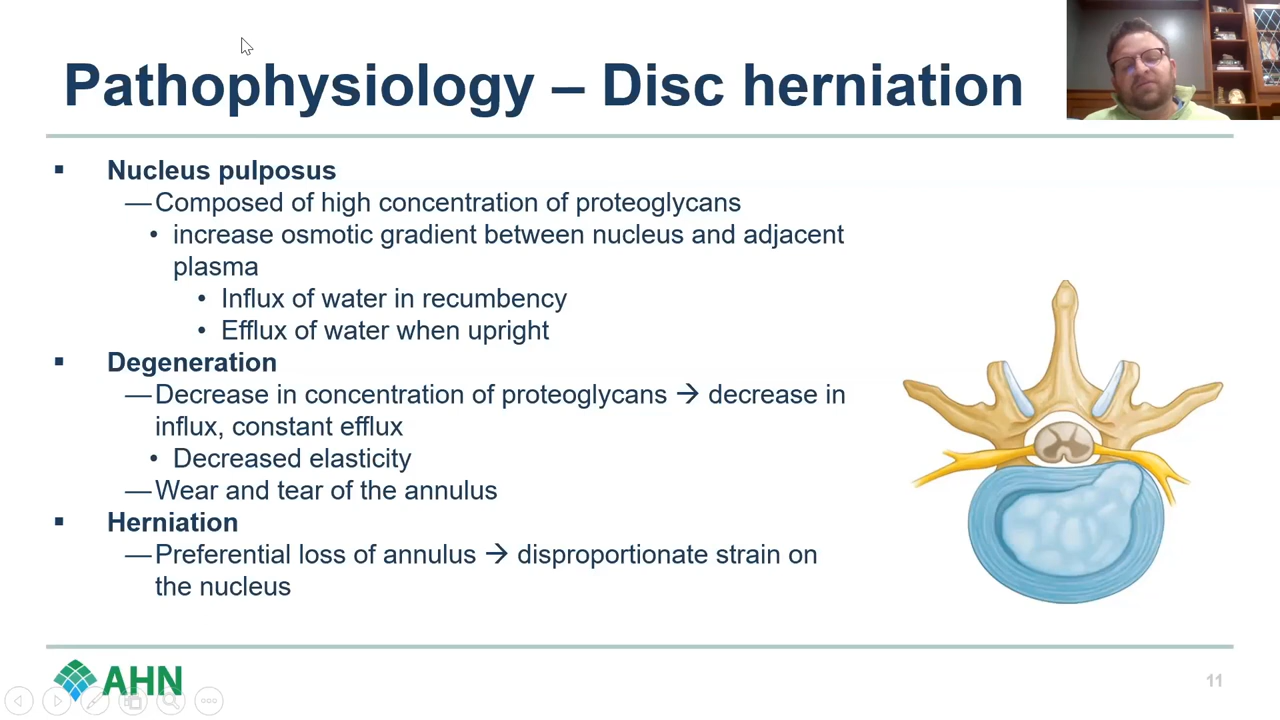 Pathophysiology – Disc herniation
▪ Nucleus pulposus
—Composed of high concentration of proteoglycans
• increase osmotic gradient between nucleus and adjacent
plasma
• Influx of water in recumbency
• Efflux of water when upright
▪ Degeneration
—Decrease in concentration of proteoglycans → decrease in
influx, constant efflux
• Decreased elasticity
—Wear and tear of the annulus
▪ Herniation
—Preferential loss of annulus → disproportionate strain on
the nucleus
AHN
11